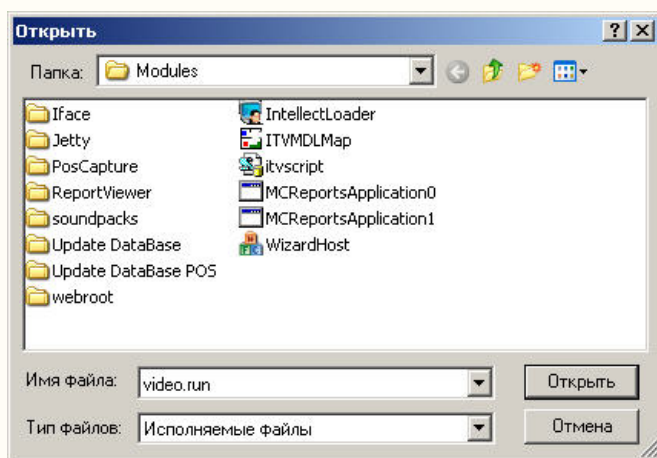 Открыть
Папка: Modules
Iface
Jetty
PosCapture
ReportViewer
soundpacks
Update DataBase
Update DataBase POS
webroot
IntellectLoader
ITVMDLMap
itvscript
MCReportsApplication0
MCReportsApplication1
WizardHost
Имя файла: video.run Открыть
Тип файлов: Исполняемые файлы Отмена